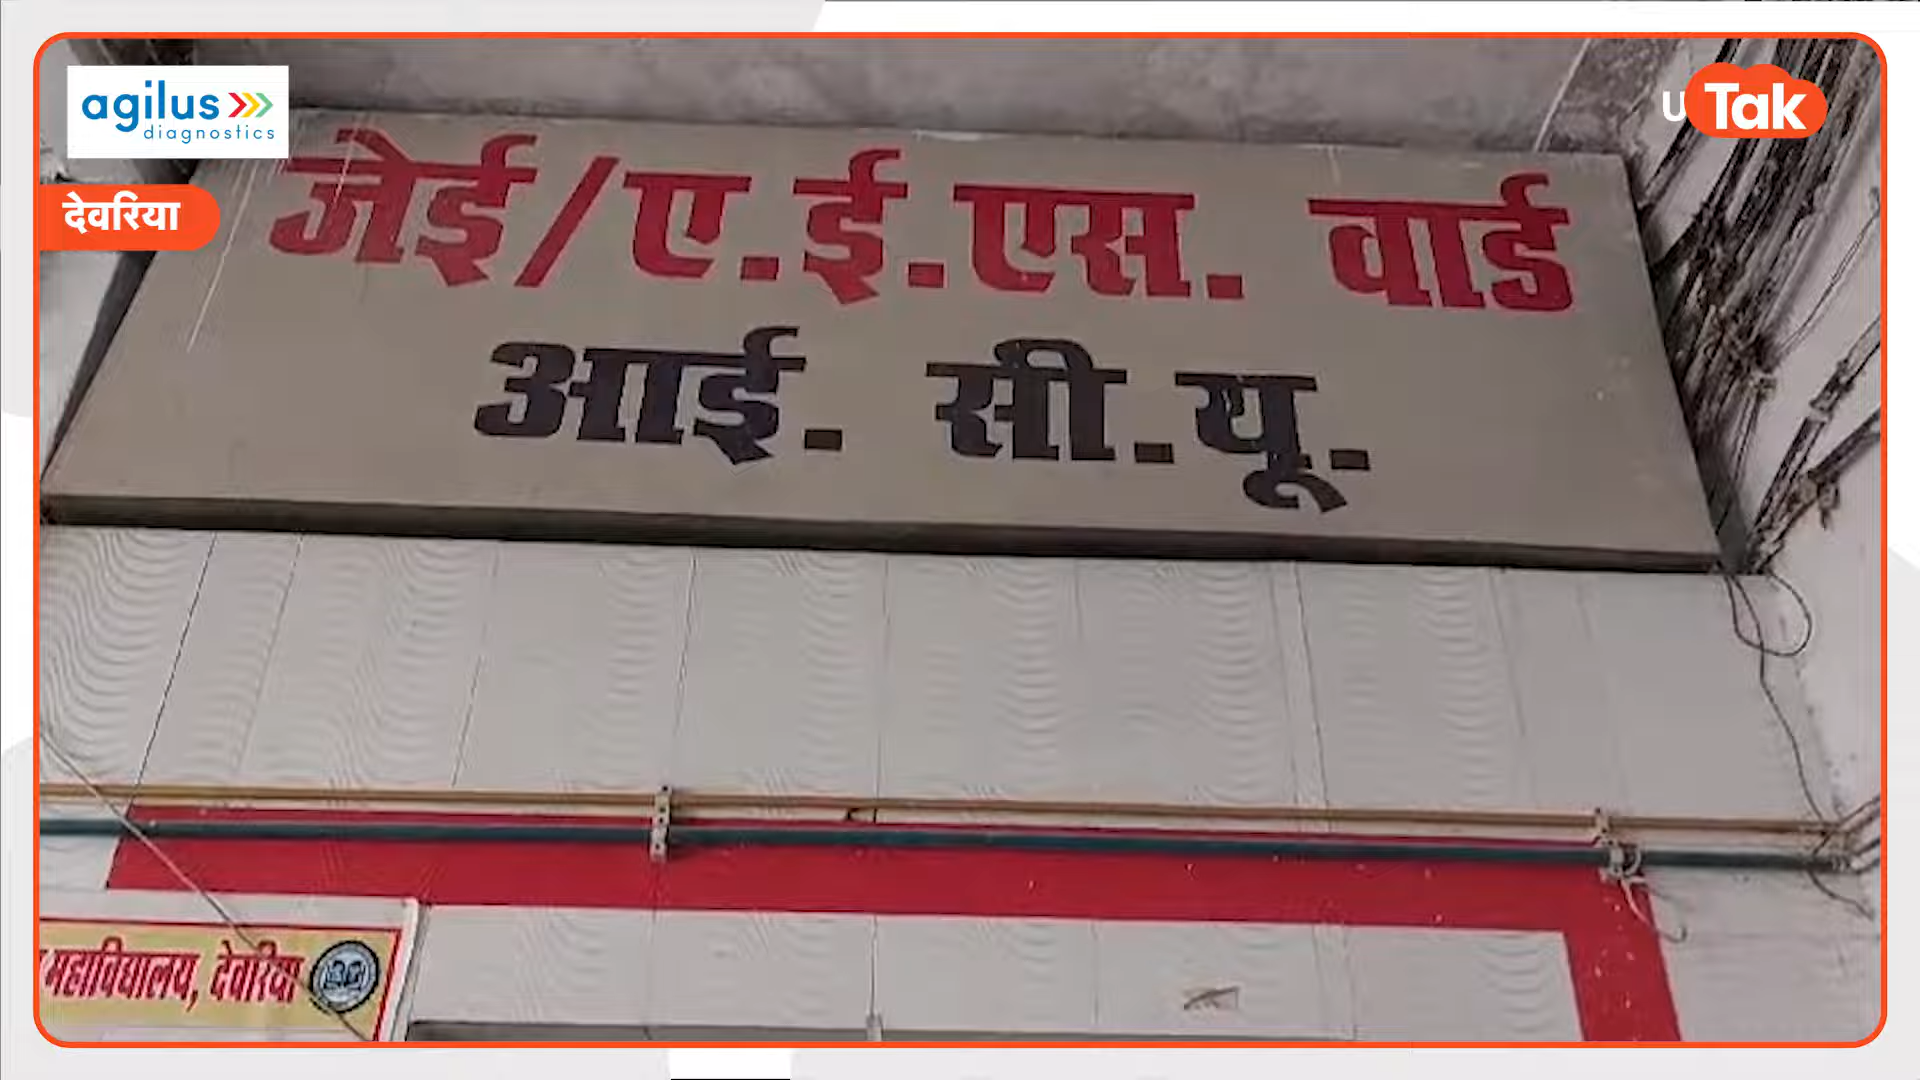 agilus
diagnostics
U Tak
देवरिया
जेई/ए.ई.एस. वार्ड
आई. सी.यू.
महाविद्यालय, देवरिया